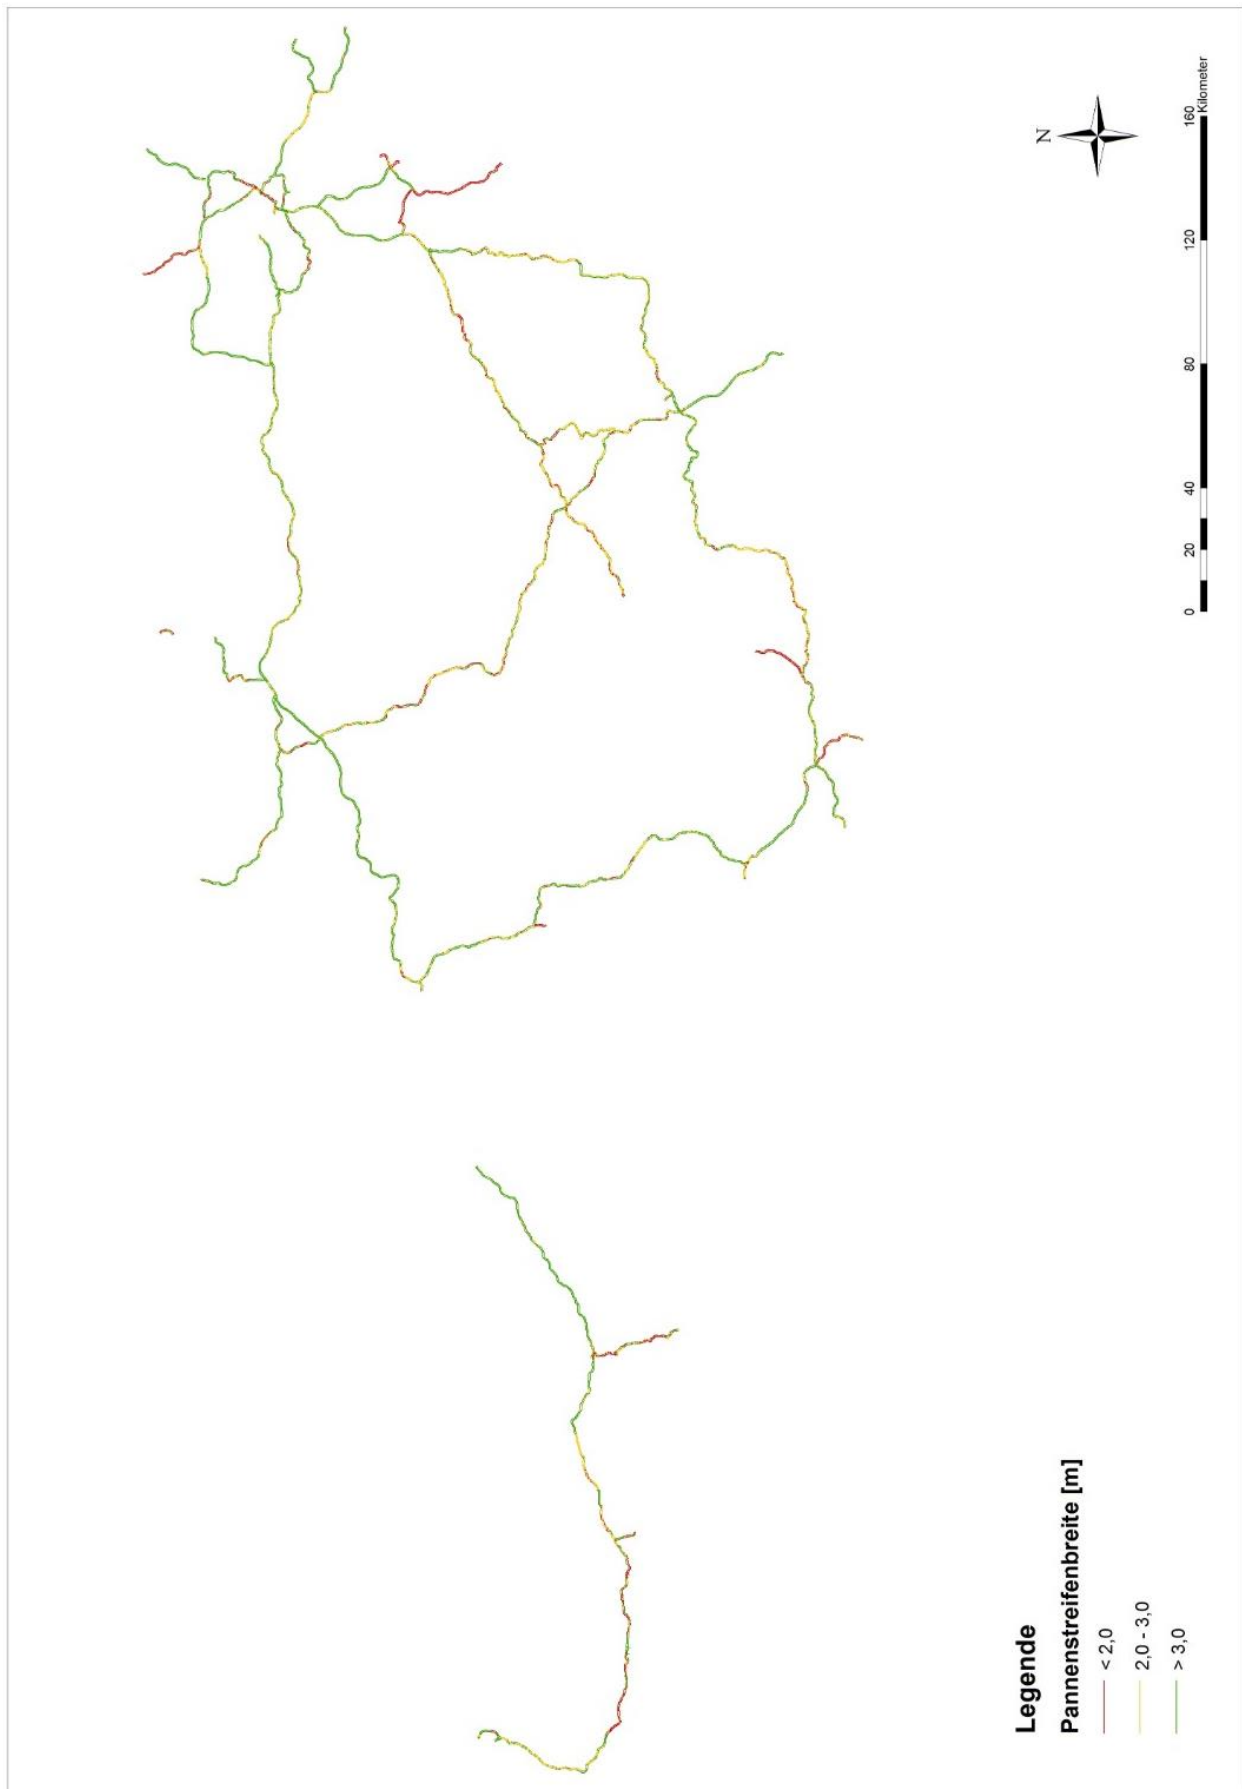 Legende
Pannenstreifenbreite [m]
< 2,0
2,0 - 3,0
> 3,0
N
0 20 40 80 120 160
Kilometer